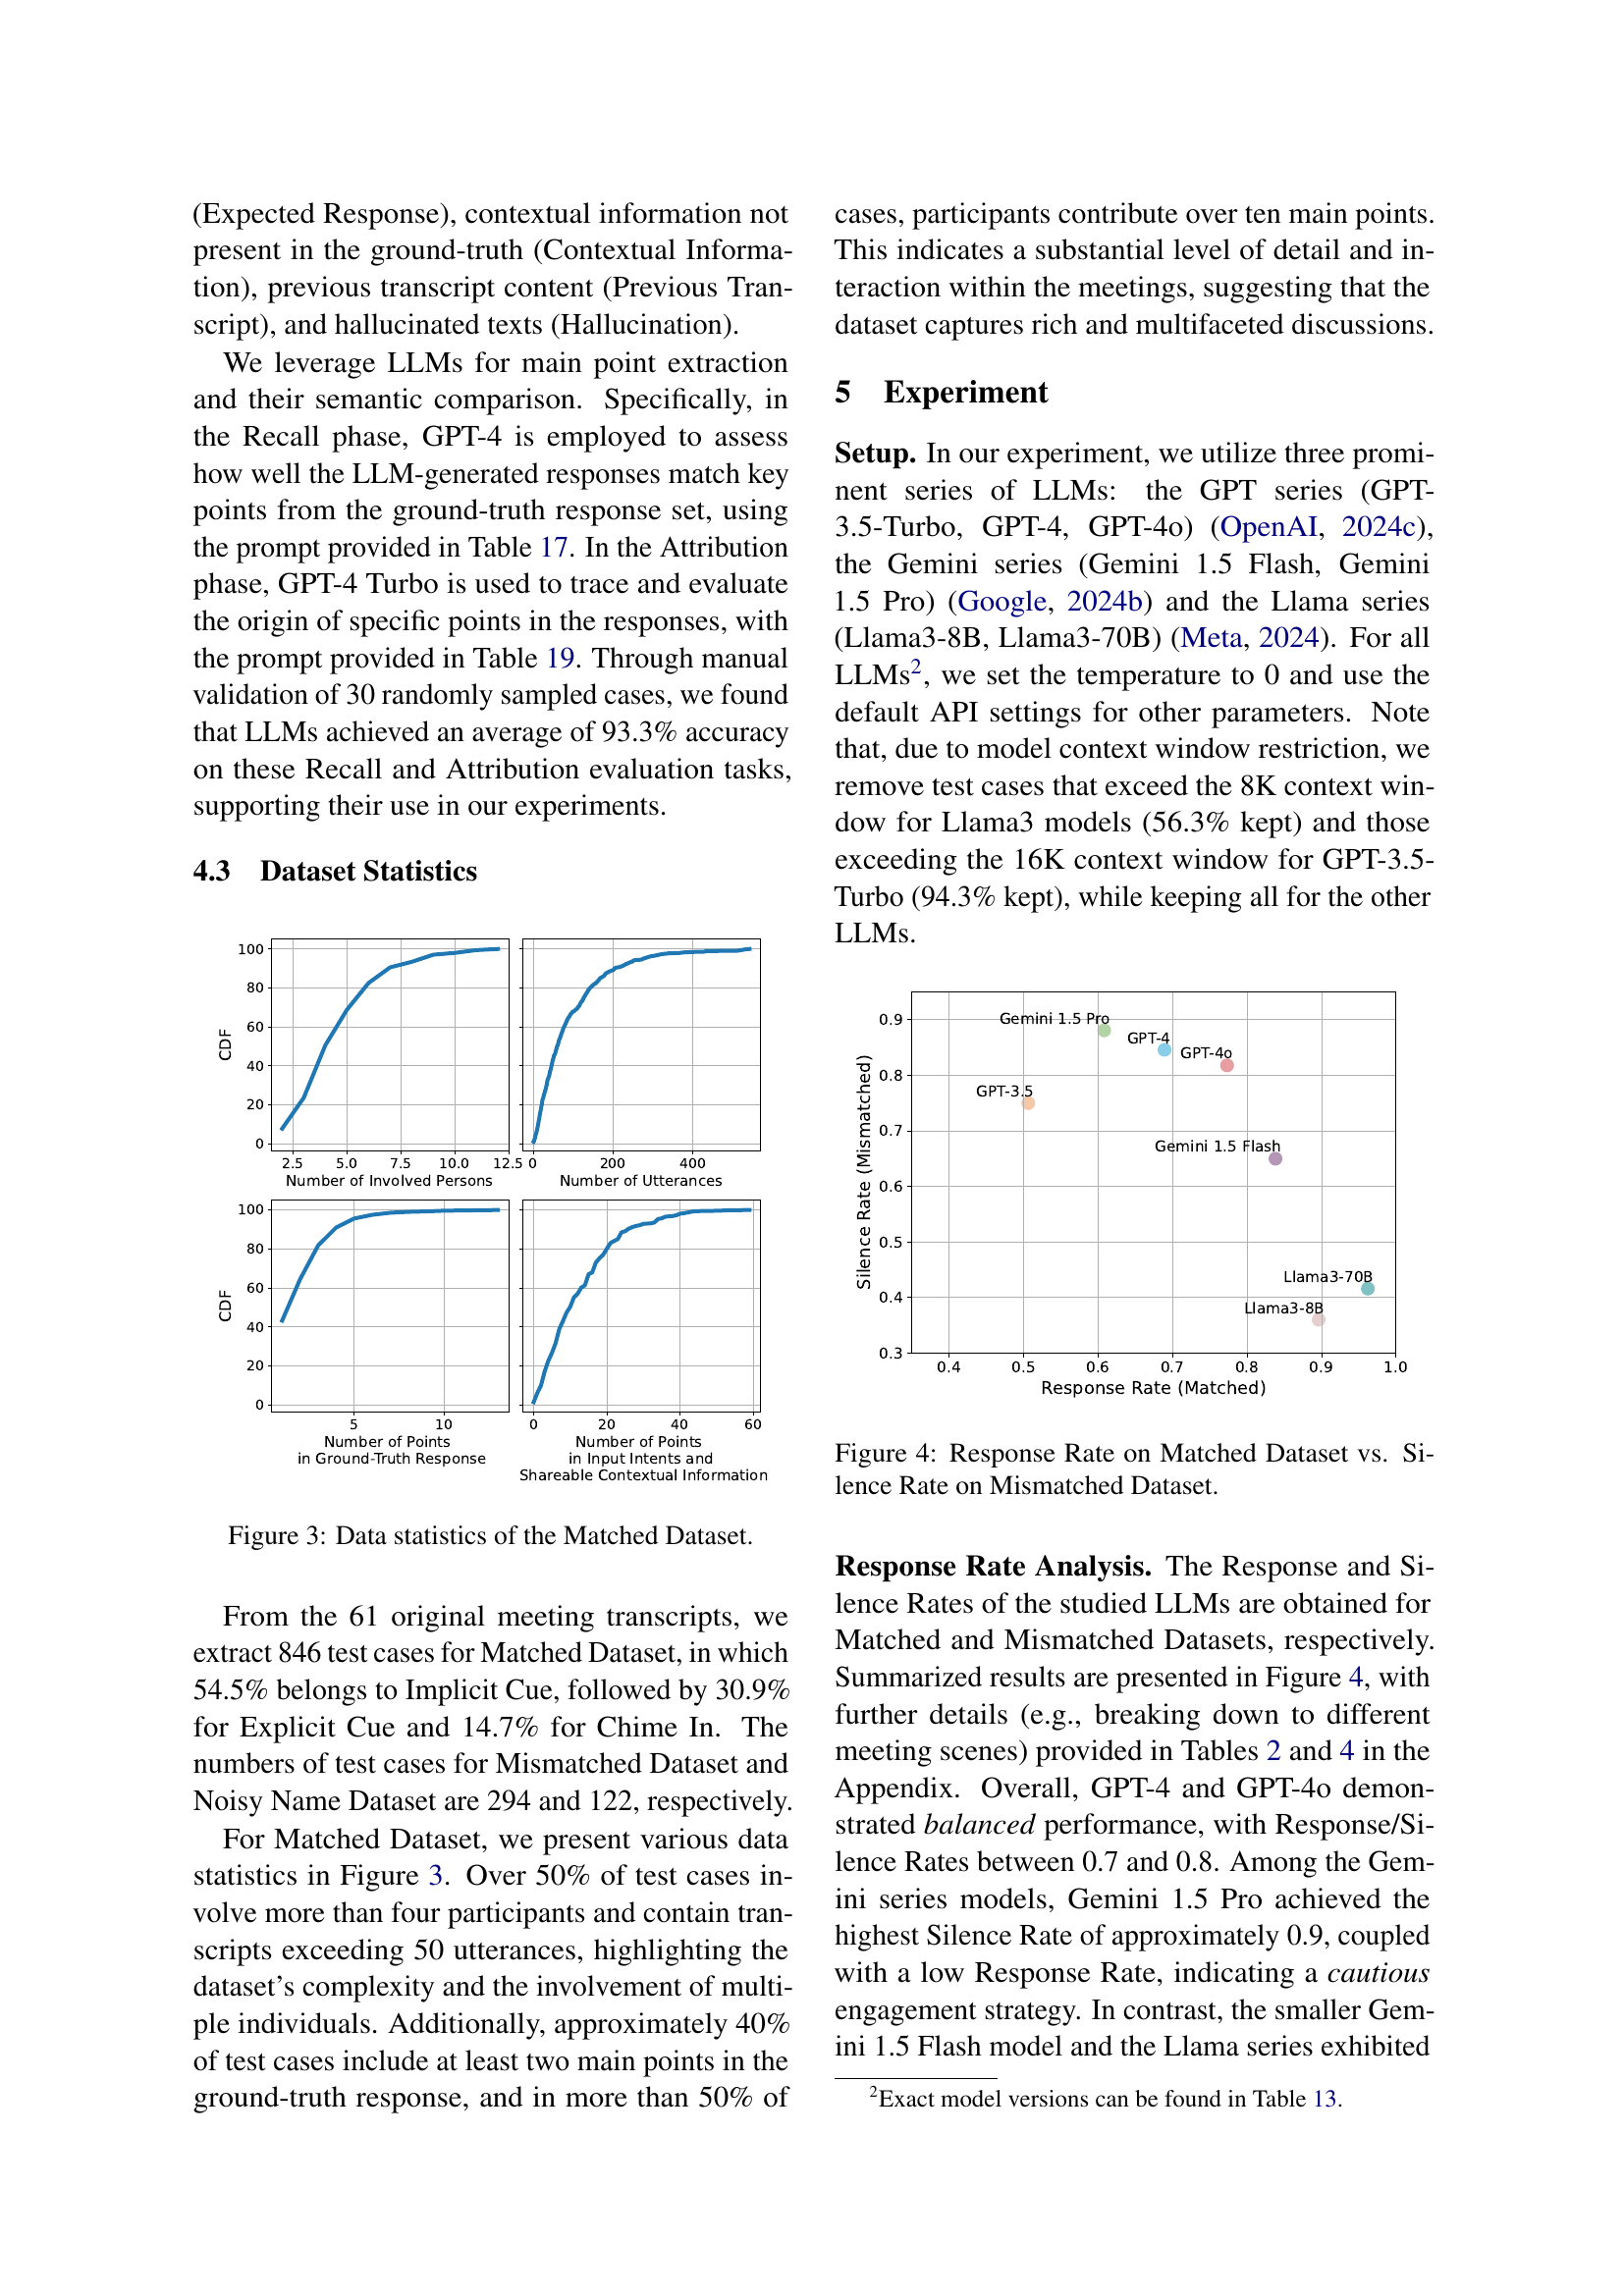 (Expected Response), contextual information not
present in the ground-truth (Contextual Informa-
tion), previous transcript content (Previous Tran-
script), and hallucinated texts (Hallucination).
We leverage LLMs for main point extraction
and their semantic comparison. Specifically, in
the Recall phase, GPT-4 is employed to assess
how well the LLM-generated responses match key
points from the ground-truth response set, using
the prompt provided in Table 17. In the Attribution
phase, GPT-4 Turbo is used to trace and evaluate
the origin of specific points in the responses, with
the prompt provided in Table 19. Through manual
validation of 30 randomly sampled cases, we found
that LLMs achieved an average of 93.3% accuracy
on these Recall and Attribution evaluation tasks,
supporting their use in our experiments.
4.3 Dataset Statistics
CDF
100
80
60
40
20
0
2.5 5.0 7.5 10.0 12.5
Number of Involved Persons
0 200 400
Number of Utterances
CDF
100
80
60
40
20
0
5 10
Number of Points
in Ground-Truth Response
0 20 40 60
Number of Points
in Input Intents and
Shareable Contextual Information
Figure 3: Data statistics of the Matched Dataset.
From the 61 original meeting transcripts, we
extract 846 test cases for Matched Dataset, in which
54.5% belongs to Implicit Cue, followed by 30.9%
for Explicit Cue and 14.7% for Chime In. The
numbers of test cases for Mismatched Dataset and
Noisy Name Dataset are 294 and 122, respectively.
For Matched Dataset, we present various data
statistics in Figure 3. Over 50% of test cases in-
volve more than four participants and contain tran-
scripts exceeding 50 utterances, highlighting the
dataset's complexity and the involvement of multi-
ple individuals. Additionally, approximately 40%
of test cases include at least two main points in the
ground-truth response, and in more than 50% of
cases, participants contribute over ten main points.
This indicates a substantial level of detail and in-
teraction within the meetings, suggesting that the
dataset captures rich and multifaceted discussions.
5 Experiment
Setup. In our experiment, we utilize three promi-
nent series of LLMs: the GPT series (GPT-
3.5-Turbo, GPT-4, GPT-4o) (OpenAI, 2024c),
the Gemini series (Gemini 1.5 Flash, Gemini
1.5 Pro) (Google, 2024b) and the Llama series
(Llama3-8B, Llama3-70B) (Meta, 2024). For all
LLMs2, we set the temperature to 0 and use the
default API settings for other parameters. Note
that, due to model context window restriction, we
remove test cases that exceed the 8K context win-
dow for Llama3 models (56.3% kept) and those
exceeding the 16K context window for GPT-3.5-
Turbo (94.3% kept), while keeping all for the other
LLMs.
Silence Rate (Mismatched)
0.9
0.8
0.7
0.6
0.5
0.4
0.3
Gemini 1.5 Pro
GPT-4
GPT-4o
GPT-3.5
Gemini 1.5 Flash
Llama3-70B
Llama3-8B
0.4 0.5 0.6 0.7 0.8 0.9 1.0
Response Rate (Matched)
Figure 4: Response Rate on Matched Dataset vs. Si-
lence Rate on Mismatched Dataset.
Response Rate Analysis. The Response and Si-
lence Rates of the studied LLMs are obtained for
Matched and Mismatched Datasets, respectively.
Summarized results are presented in Figure 4, with
further details (e.g., breaking down to different
meeting scenes) provided in Tables 2 and 4 in the
Appendix. Overall, GPT-4 and GPT-4o demon-
strated balanced performance, with Response/Si-
lence Rates between 0.7 and 0.8. Among the Gem-
ini series models, Gemini 1.5 Pro achieved the
highest Silence Rate of approximately 0.9, coupled
with a low Response Rate, indicating a cautious
engagement strategy. In contrast, the smaller Gem-
ini 1.5 Flash model and the Llama series exhibited
2Exact model versions can be found in Table 13.